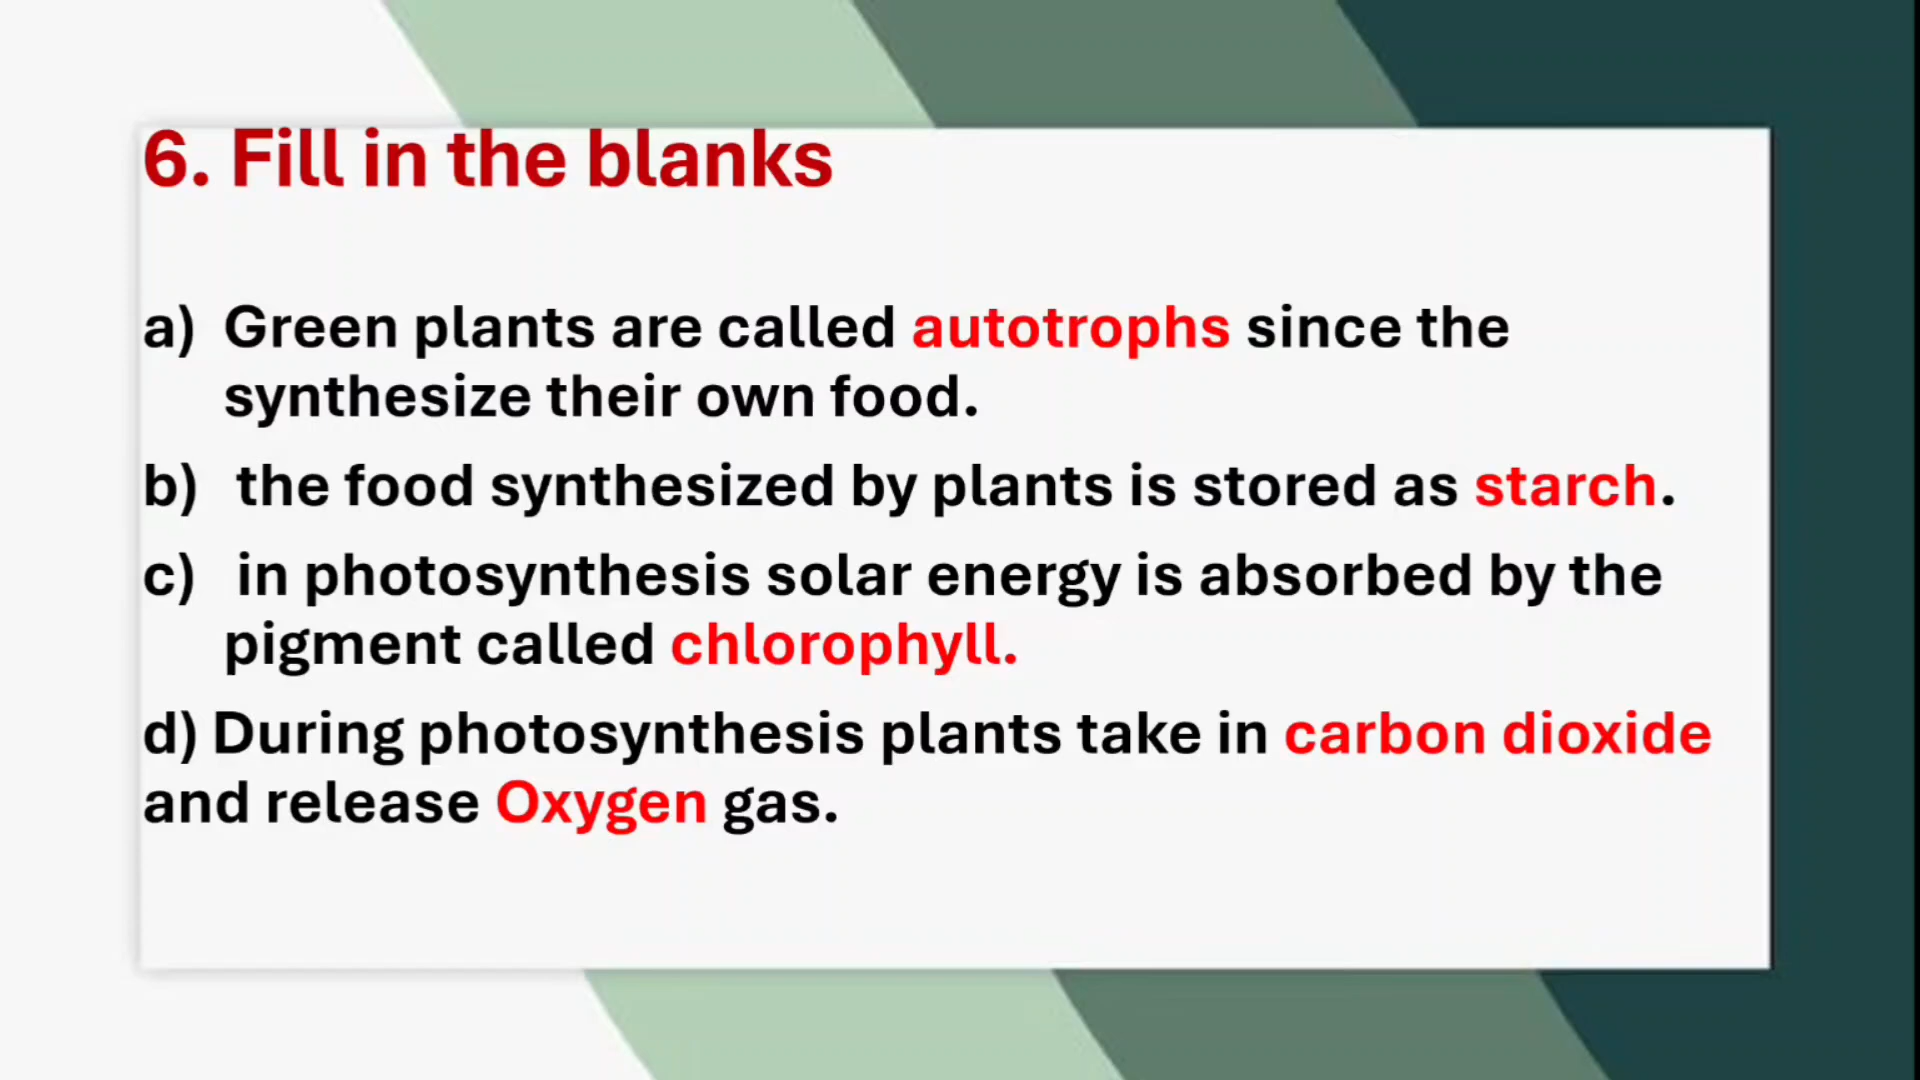 6. Fill in the blanks
a) Green plants are called autotrophs since the
synthesize their own food.
b) the food synthesized by plants is stored as starch.
c) in photosynthesis solar energy is absorbed by the
pigment called chlorophyll.
d) During photosynthesis plants take in carbon dioxide
and release Oxygen gas.